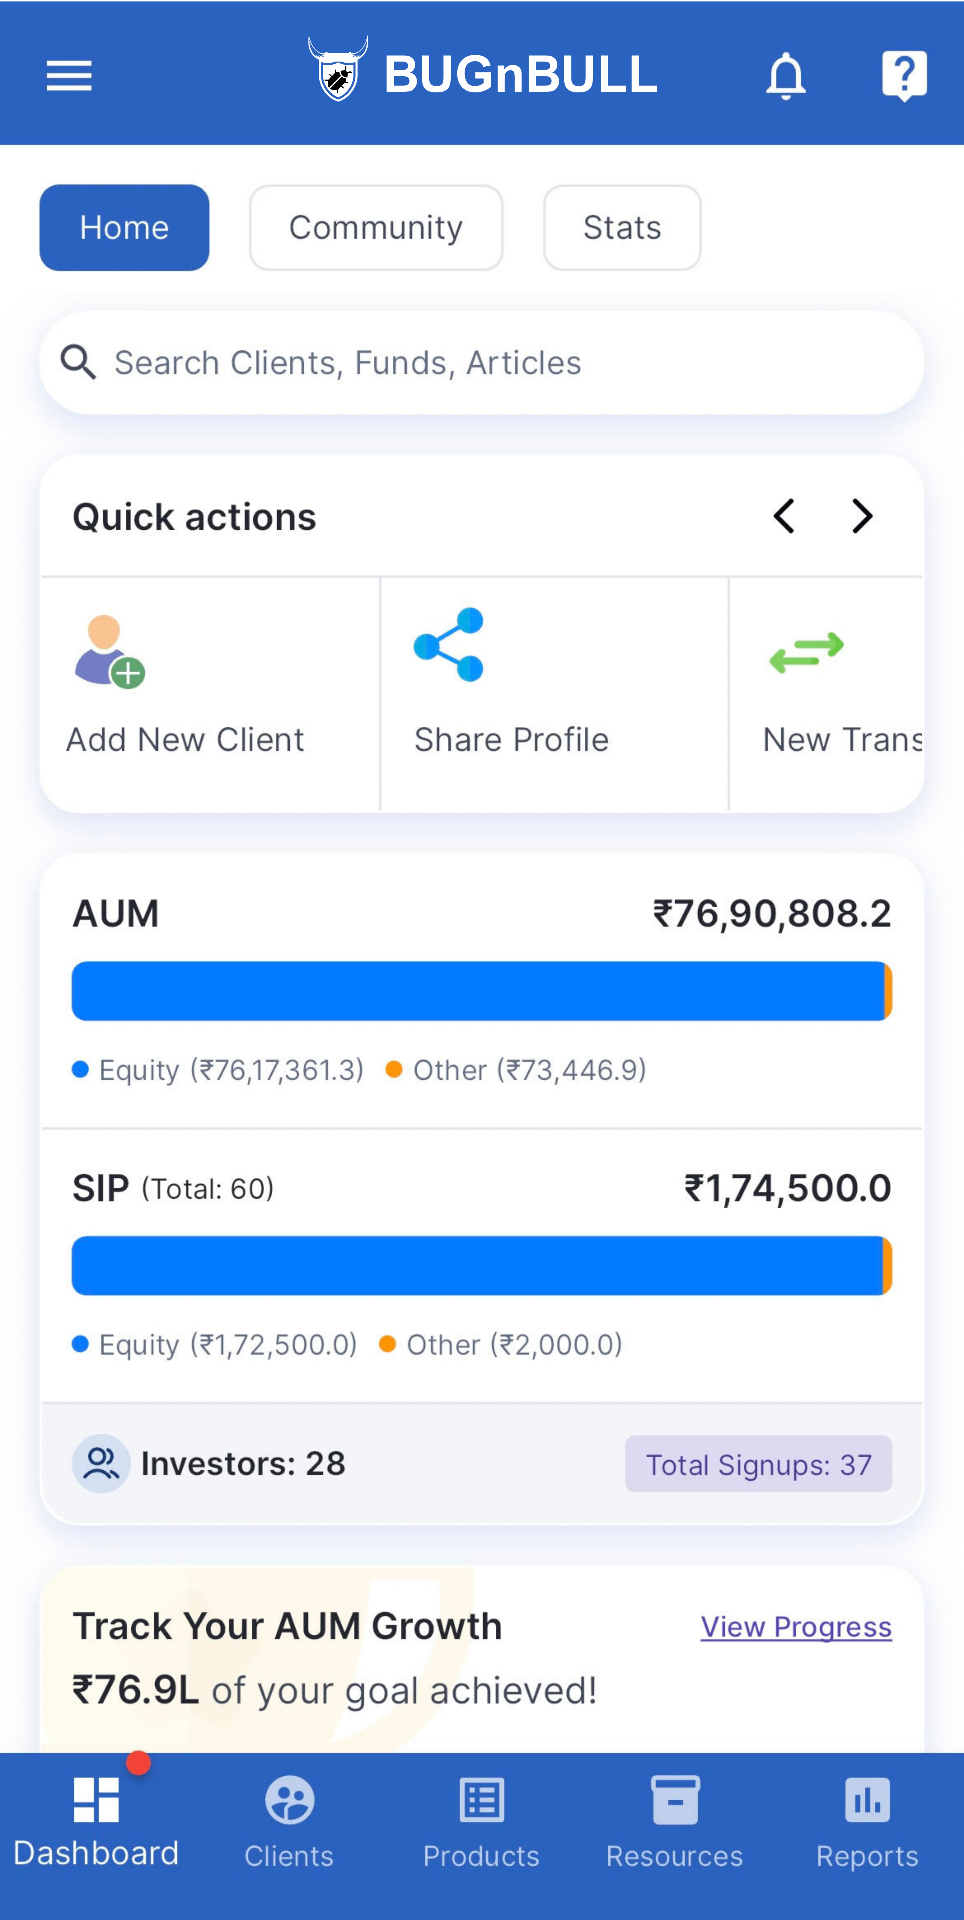 BUGnBULL
Home Community Stats
Search Clients, Funds, Articles
Quick actions
Add New Client Share Profile New Trans
AUM ₹76,90,808.2
Equity (₹76,17,361.3) Other (₹73,446.9)
SIP (Total: 60) ₹1,74,500.0
Equity (₹1,72,500.0) Other (₹2,000.0)
Investors: 28 Total Signups: 37
Track Your AUM Growth View Progress
₹76.9L of your goal achieved!
Dashboard Clients Products Resources Reports